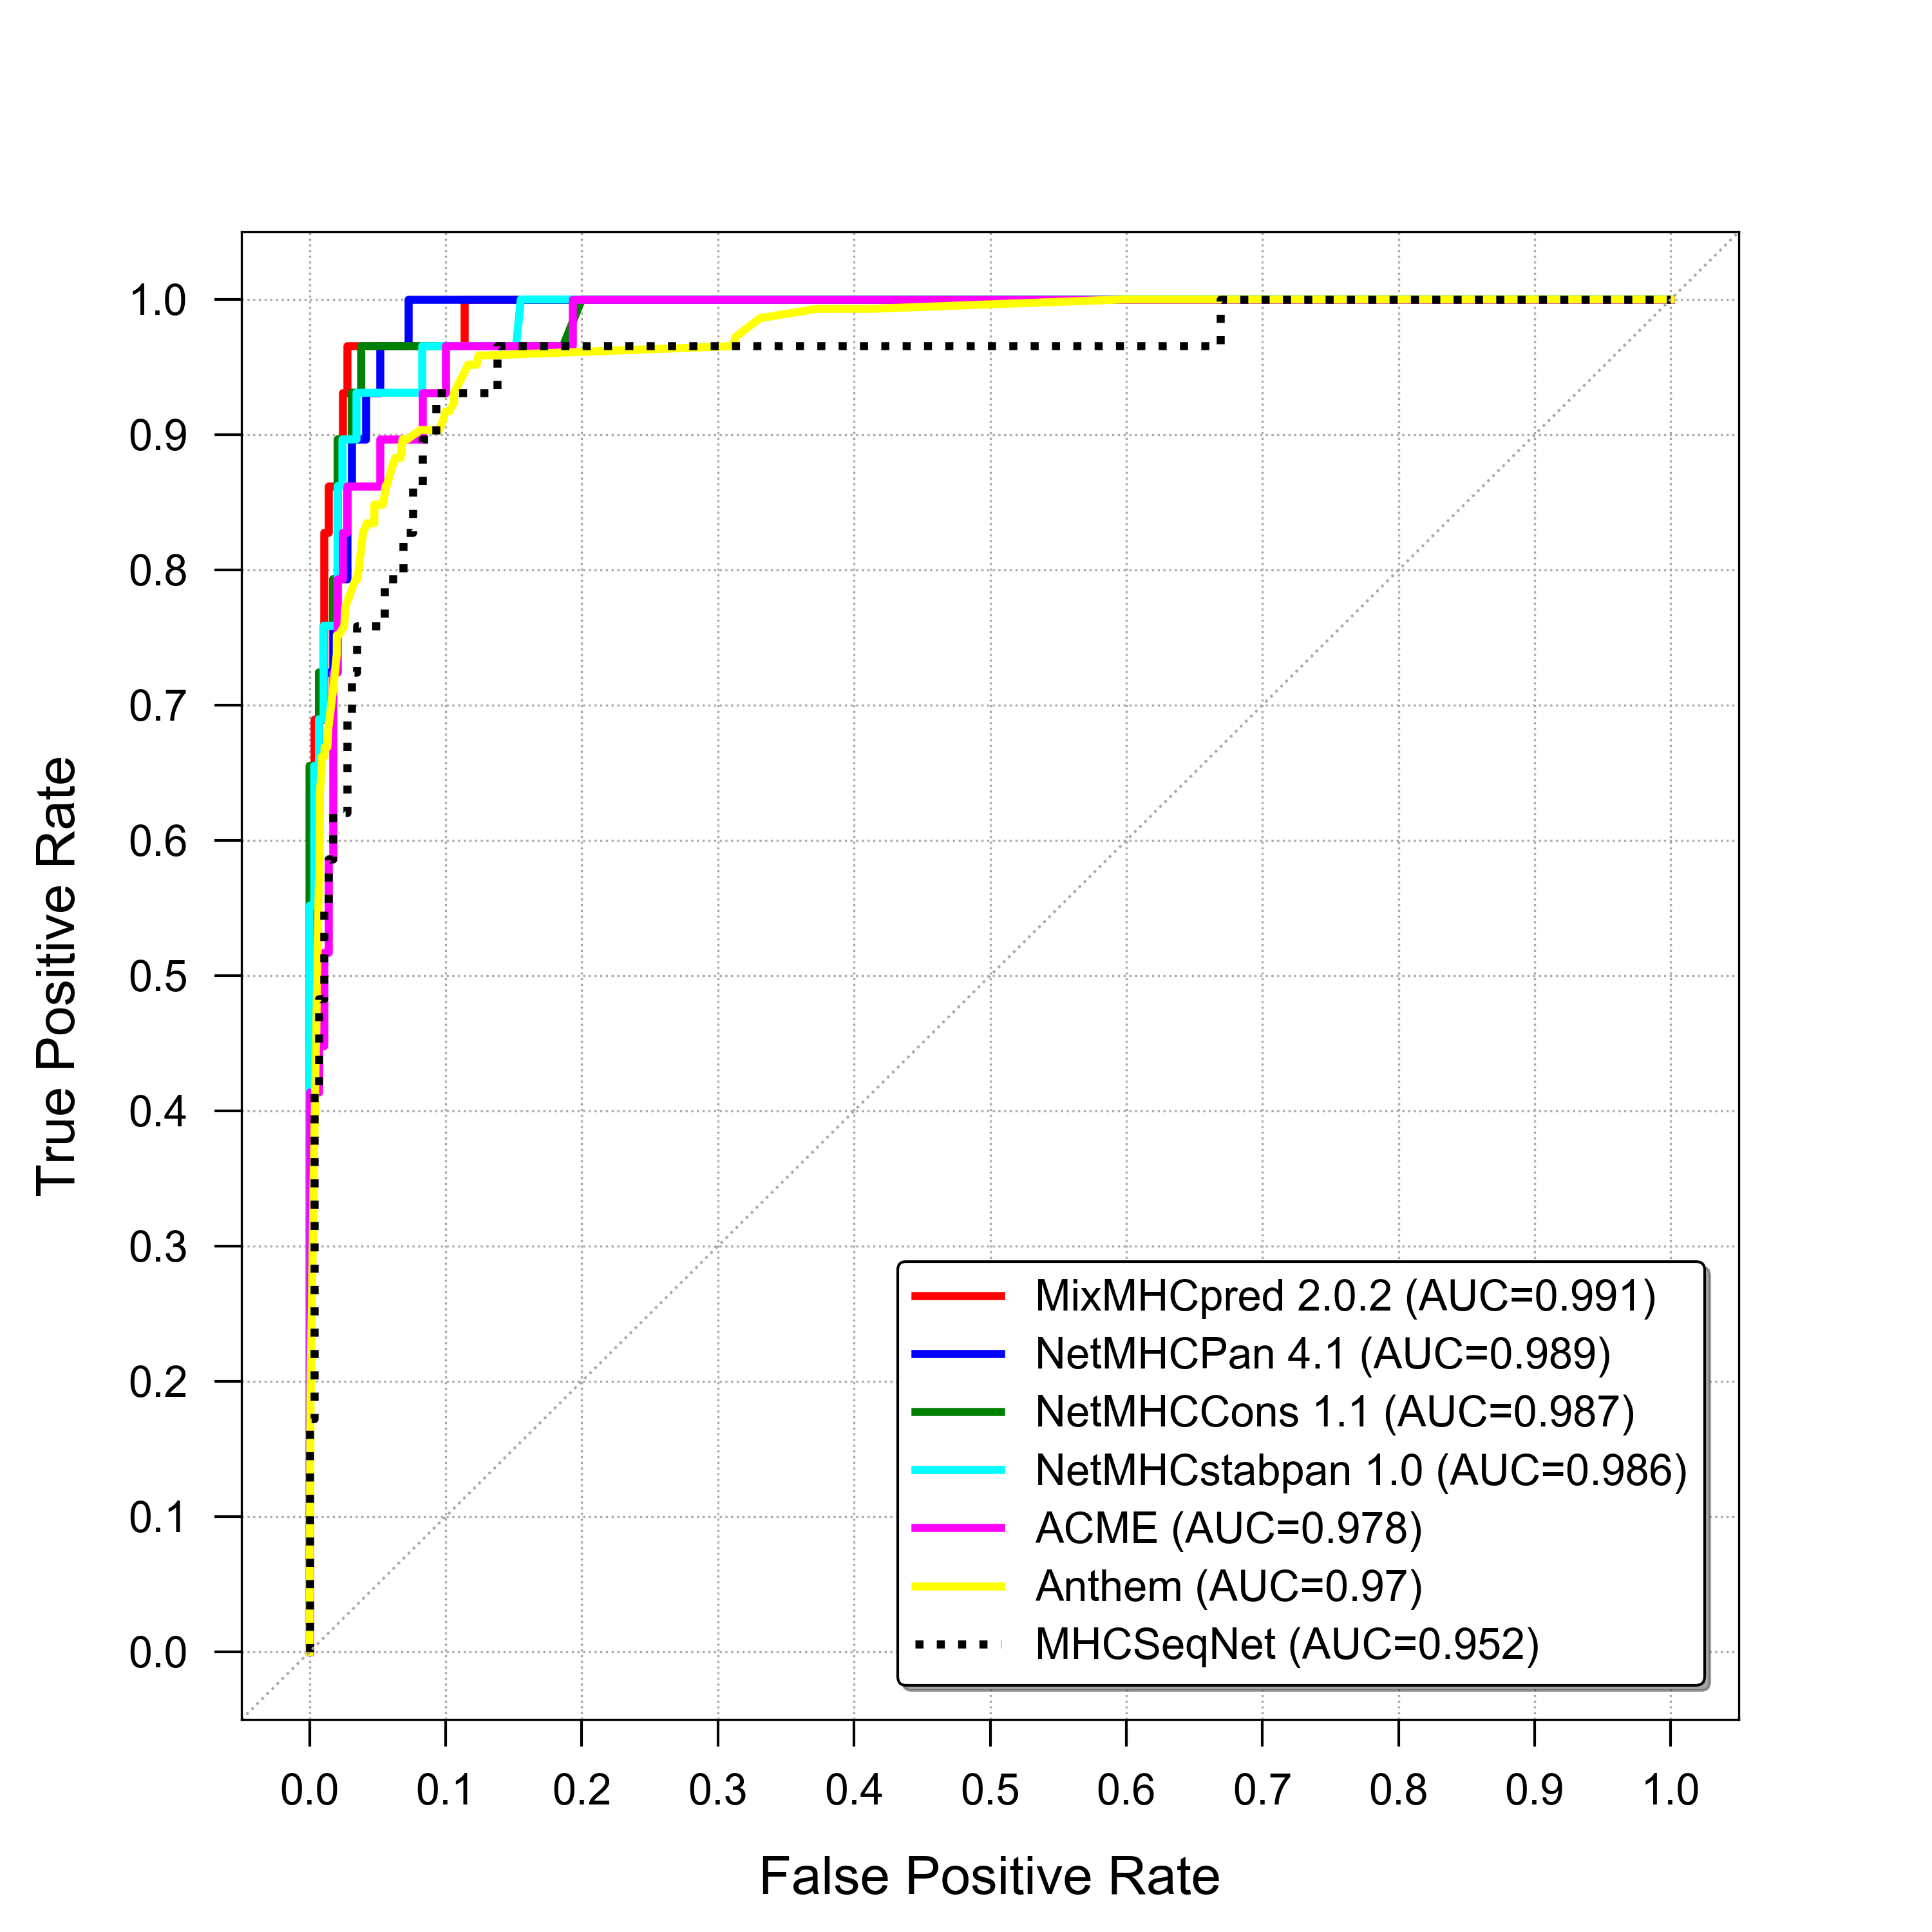 1.0
0.9
0.8
0.7
0.6
0.5
0.4
0.3
0.2
0.1
0.0
True Positive Rate
MixMHCpred 2.0.2 (AUC=0.991)
NetMHCPan 4.1 (AUC=0.989)
NetMHCCons 1.1 (AUC=0.987)
NetMHCstabpan 1.0 (AUC=0.986)
ACME (AUC=0.978)
Anthem (AUC=0.97)
MHCSeqNet (AUC=0.952)
0.0 0.1 0.2 0.3 0.4 0.5 0.6 0.7 0.8 0.9 1.0
False Positive Rate